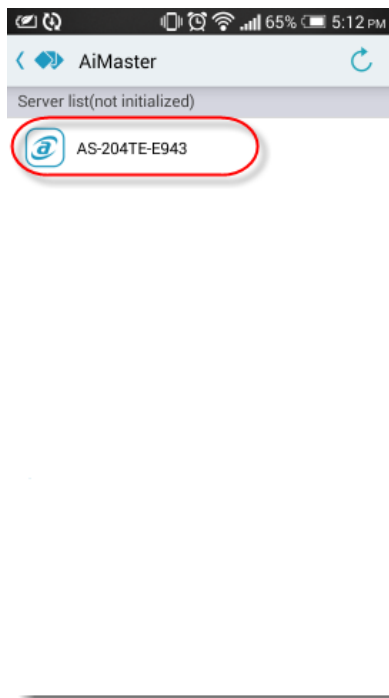 65% 5:12 PM
AiMaster
Server list(not initialized)
AS-204TE-E943